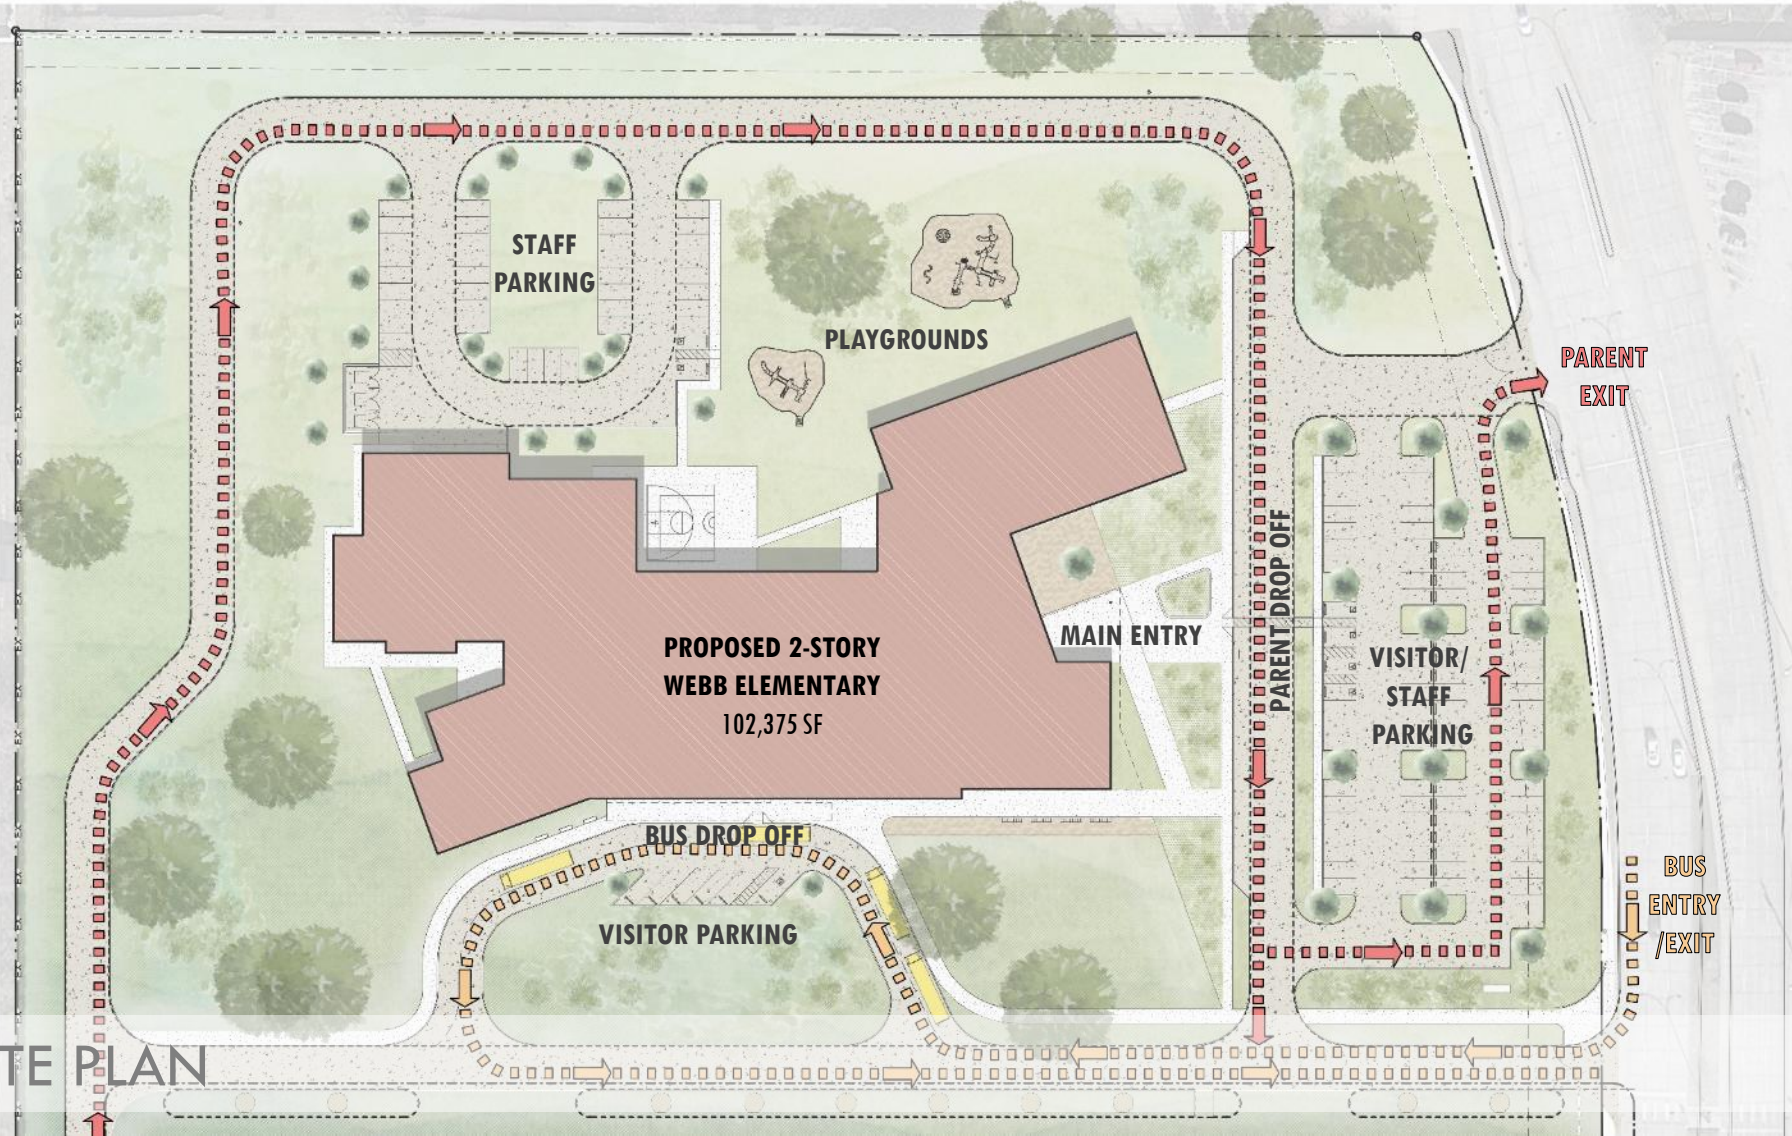 STAFF
PARKING
PLAYGROUNDS
PARENT
EXIT
PARENT DROP OFF
MAIN ENTRY
PROPOSED 2-STORY
WEBB ELEMENTARY
102,375 SF
VISITOR/
STAFF
PARKING
BUS DROP OFF
VISITOR PARKING
BUS
ENTRY
/EXIT
TE PLAN